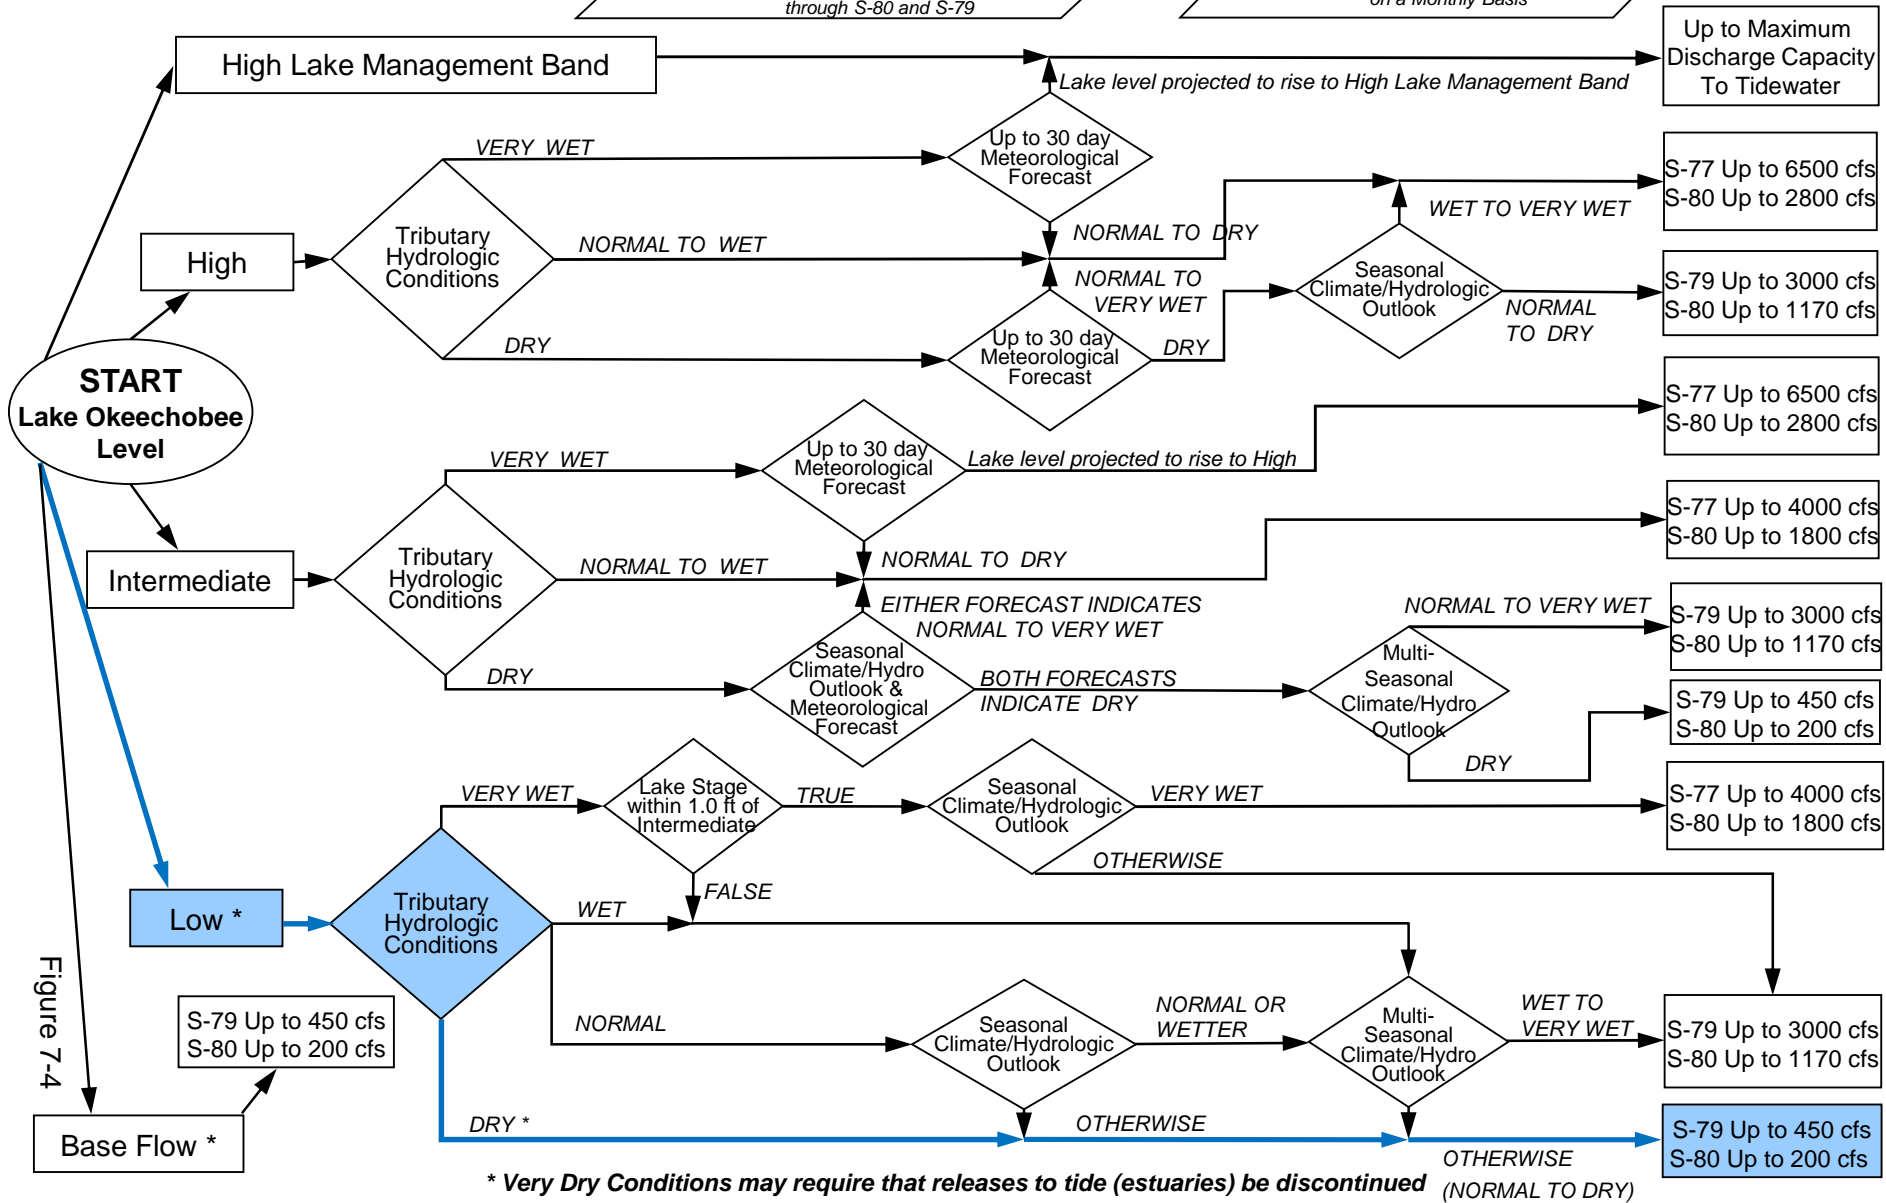 through S-80 and S-79
on a Monthly Basis
Up to Maximum
Discharge Capacity
To Tidewater
High Lake Management Band
Lake level projected to rise to High Lake Management Band
VERY WET
Up to 30 day
Meteorological
Forecast
S-77 Up to 6500 cfs
S-80 Up to 2800 cfs
WET TO VERY WET
Tributary
Hydrologic
Conditions
NORMAL TO WET
NORMAL TO DRY
High
NORMAL TO
VERY WET
Seasonal
Climate/Hydrologic
Outlook
S-79 Up to 3000 cfs
S-80 Up to 1170 cfs
NORMAL
TO DRY
DRY
Up to 30 day
Meteorological
Forecast
DRY
START
Lake Okeechobee
Level
S-77 Up to 6500 cfs
S-80 Up to 2800 cfs
VERY WET
Up to 30 day
Meteorological
Forecast
Lake level projected to rise to High
S-77 Up to 4000 cfs
S-80 Up to 1800 cfs
Intermediate
Tributary
Hydrologic
Conditions
NORMAL TO WET
NORMAL TO DRY
EITHER FORECAST INDICATES
NORMAL TO VERY WET
NORMAL TO VERY WET
S-79 Up to 3000 cfs
S-80 Up to 1170 cfs
DRY
Seasonal
Climate/Hydro
Outlook &
Meteorological
Forecast
BOTH FORECASTS
INDICATE DRY
Multi-
Seasonal
Climate/Hydro
Outlook
S-79 Up to 450 cfs
S-80 Up to 200 cfs
DRY
VERY WET
Lake Stage
within 1.0 ft of
Intermediate
TRUE
Seasonal
Climate/Hydrologic
Outlook
VERY WET
S-77 Up to 4000 cfs
S-80 Up to 1800 cfs
OTHERWISE
FALSE
Low *
Tributary
Hydrologic
Conditions
WET
Figure 7-4
S-79 Up to 450 cfs
S-80 Up to 200 cfs
NORMAL
Seasonal
Climate/Hydrologic
Outlook
NORMAL OR
WETTER
Multi-
Seasonal
Climate/Hydro
Outlook
WET TO
VERY WET
S-79 Up to 3000 cfs
S-80 Up to 1170 cfs
Base Flow *
DRY *
OTHERWISE
S-79 Up to 450 cfs
S-80 Up to 200 cfs
OTHERWISE
(NORMAL TO DRY)
* Very Dry Conditions may require that releases to tide (estuaries) be discontinued